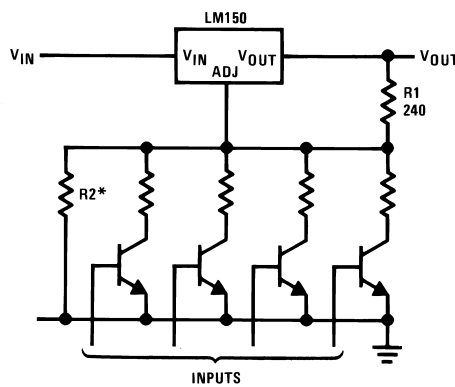 LM150
VIN
VIN
VOUT
VOUT
ADJ
R1
240
R2*
INPUTS